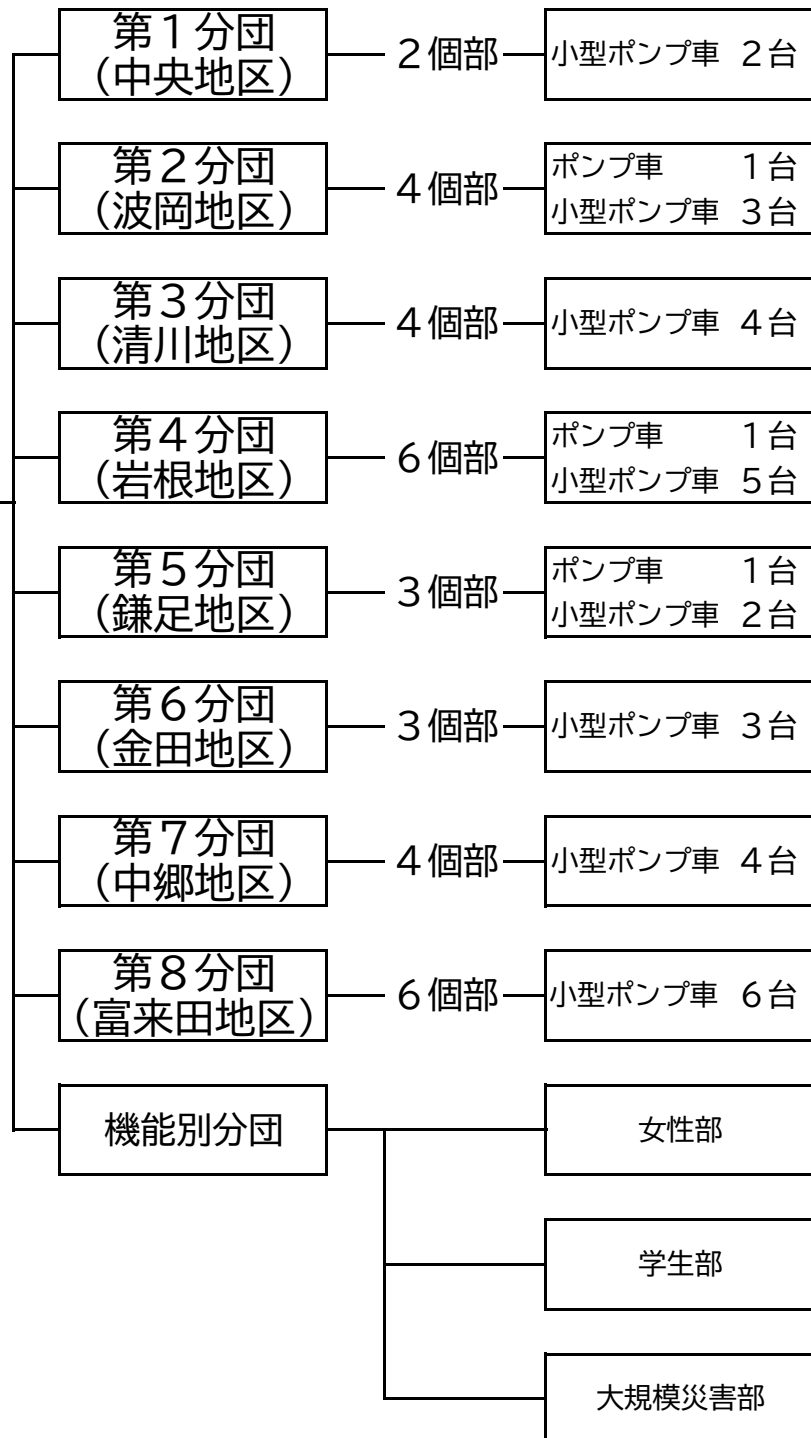 第１分団
（中央地区）
２個部
小型ポンプ車 ２台
第２分団
（波岡地区）
４個部
ポンプ車 １台
小型ポンプ車 ３台
第３分団
（清川地区）
４個部
小型ポンプ車 ４台
第４分団
（岩根地区）
６個部
ポンプ車 １台
小型ポンプ車 ５台
第５分団
（鎌足地区）
３個部
ポンプ車 １台
小型ポンプ車 ２台
第６分団
（金田地区）
３個部
小型ポンプ車 ３台
第７分団
（中郷地区）
４個部
小型ポンプ車 ４台
第８分団
（富来田地区）
６個部
小型ポンプ車 ６台
機能別分団
女性部
学生部
大規模災害部